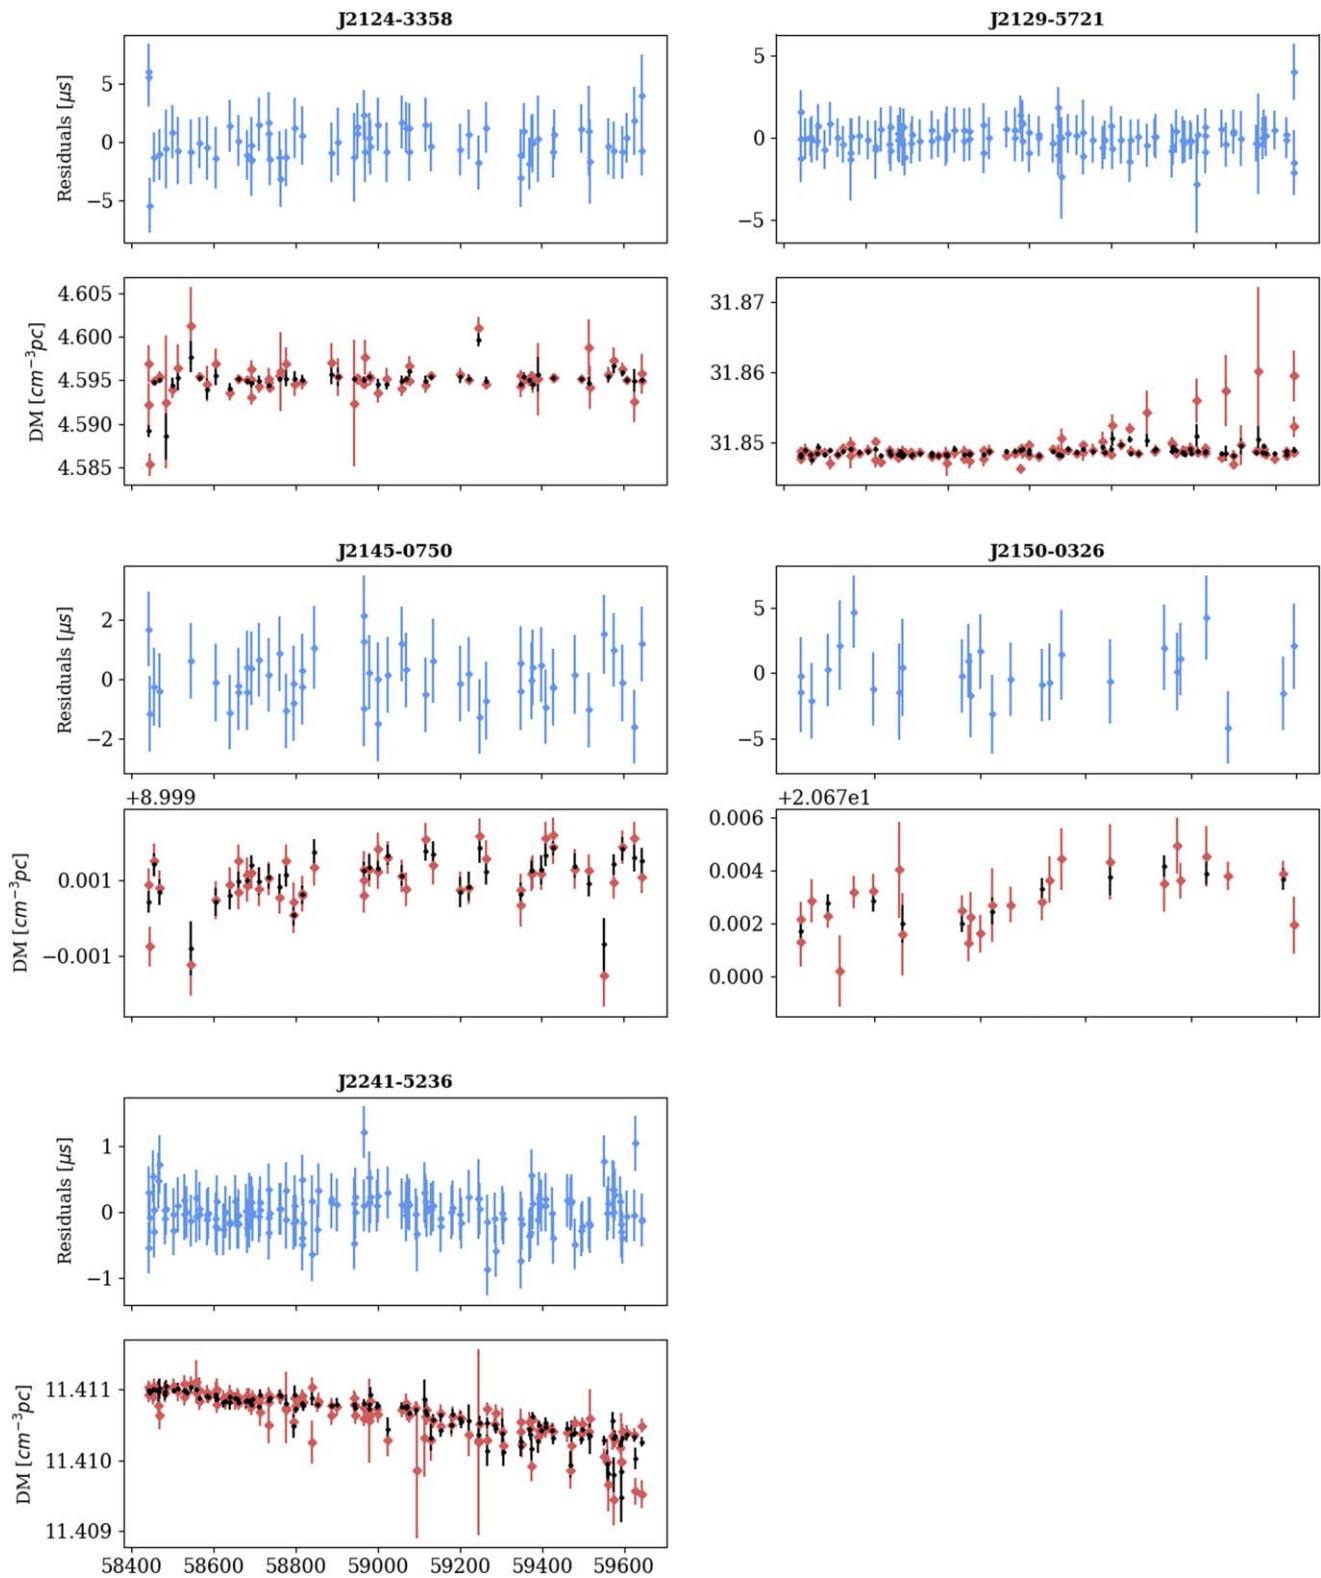 J2124-3358
J2129-5721
Residuals [μs]
5
0
−5
5
0
−5
DM [cm⁻³pc]
4.605
4.600
4.595
4.590
4.585
31.87
31.86
31.85
J2145-0750
J2150-0326
Residuals [μs]
2
0
−2
5
0
−5
+8.999
+2.067e1
DM [cm⁻³pc]
0.001
−0.001
0.006
0.004
0.002
0.000
J2241-5236
Residuals [μs]
1
0
−1
DM [cm⁻³pc]
11.411
11.410
11.409
58400 58600 58800 59000 59200 59400 59600